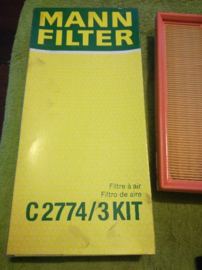 MANN
FILTER
Filtre à air
Filtro de aire
C 2774/3 KIT